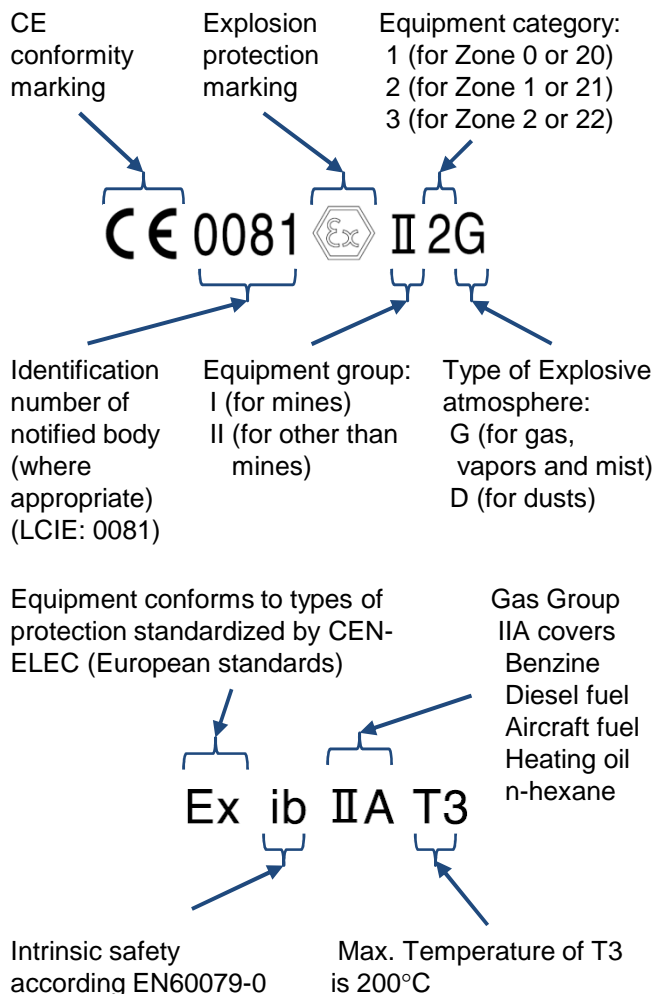 CE
conformity
marking
Explosion
protection
marking
Equipment category:
1 (for Zone 0 or 20)
2 (for Zone 1 or 21)
3 (for Zone 2 or 22)
CE 0081 Ex II 2G
Identification
number of
notified body
(where
appropriate)
(LCIE: 0081)
Equipment group:
I (for mines)
II (for other than
mines)
Type of Explosive
atmosphere:
G (for gas,
vapors and mist)
D (for dusts)
Equipment conforms to types of
protection standardized by CEN-
ELEC (European standards)
Gas Group
IIA covers
Benzine
Diesel fuel
Aircraft fuel
Heating oil
n-hexane
Ex ib IIA T3
Intrinsic safety
according EN60079-0
Max. Temperature of T3
is 200°C